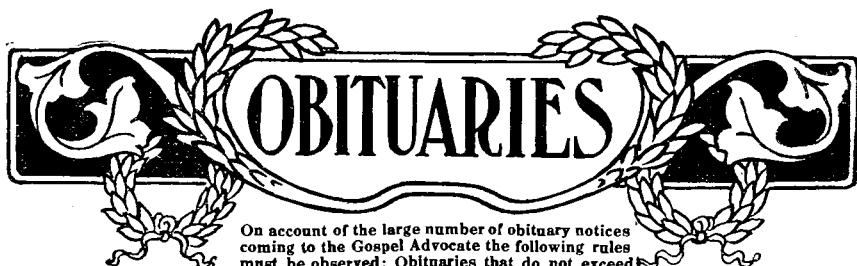 OBITUARIES
On account of the large number of obituary notices
coming to the Gospel Advocate the following rules
must be observed: Obituaries that do not exceed